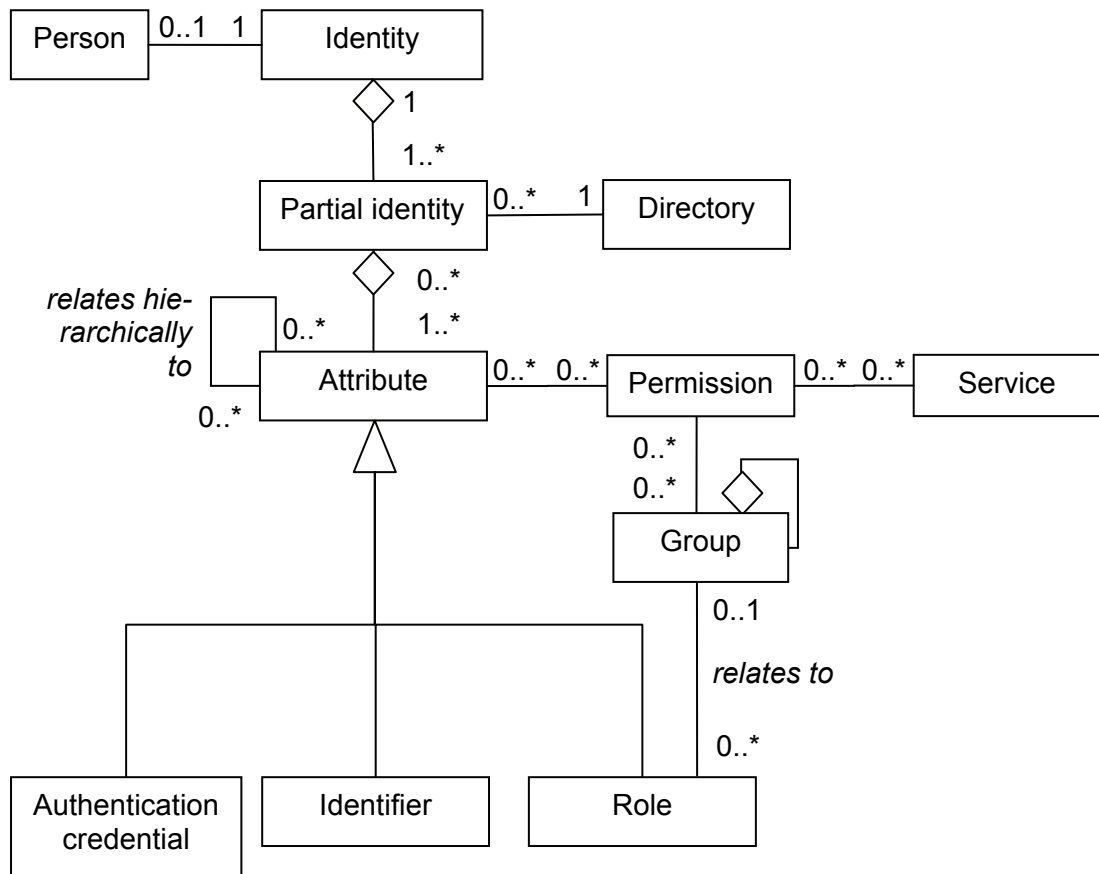 Person
0..1
1
Identity
1
1..*
Partial identity
0..*
1
Directory
0..*
1..*
relates hie-
rarchically
to
0..*
0..*
Attribute
0..*
0..*
Permission
0..*
0..*
Service
0..*
0..*
Group
0..1
relates to
0..*
Authentication
credential
Identifier
Role